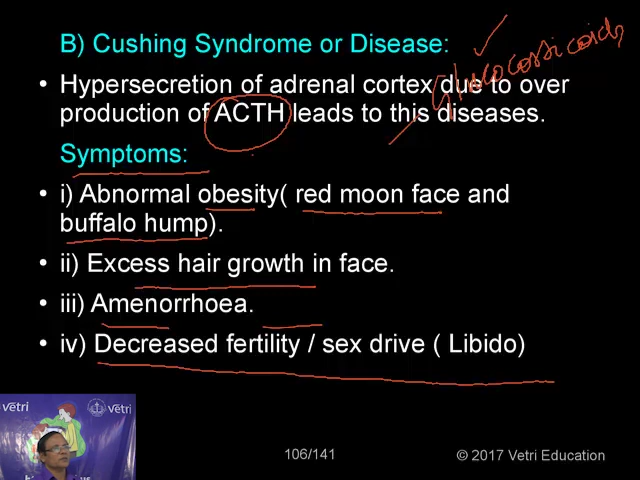 B) Cushing Syndrome or Disease:
• Hypersecretion of adrenal cortex due to over
production of ACTH leads to this diseases.
Glucocorticoids
Symptoms:
• i) Abnormal obesity( red moon face and
buffalo hump).
• ii) Excess hair growth in face.
• iii) Amenorrhoea.
• iv) Decreased fertility / sex drive ( Libido)
Vetri
Vetri
106/141
© 2017 Vetri Education